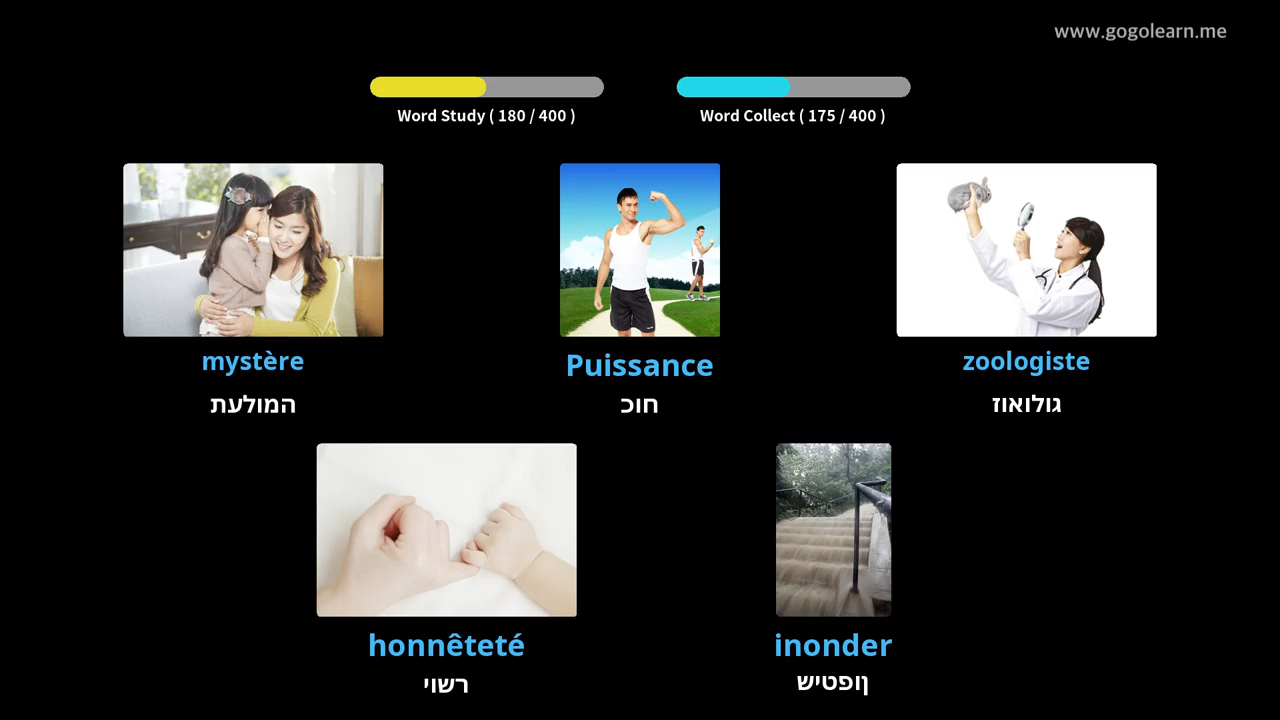 www.gogolearn.me
Word Study ( 180 / 400 )
Word Collect ( 175 / 400 )
mystère
המולעת
Puissance
חוכ
zoologiste
גולואוז
honnêteté
רשוי
inonder
ןופטיש